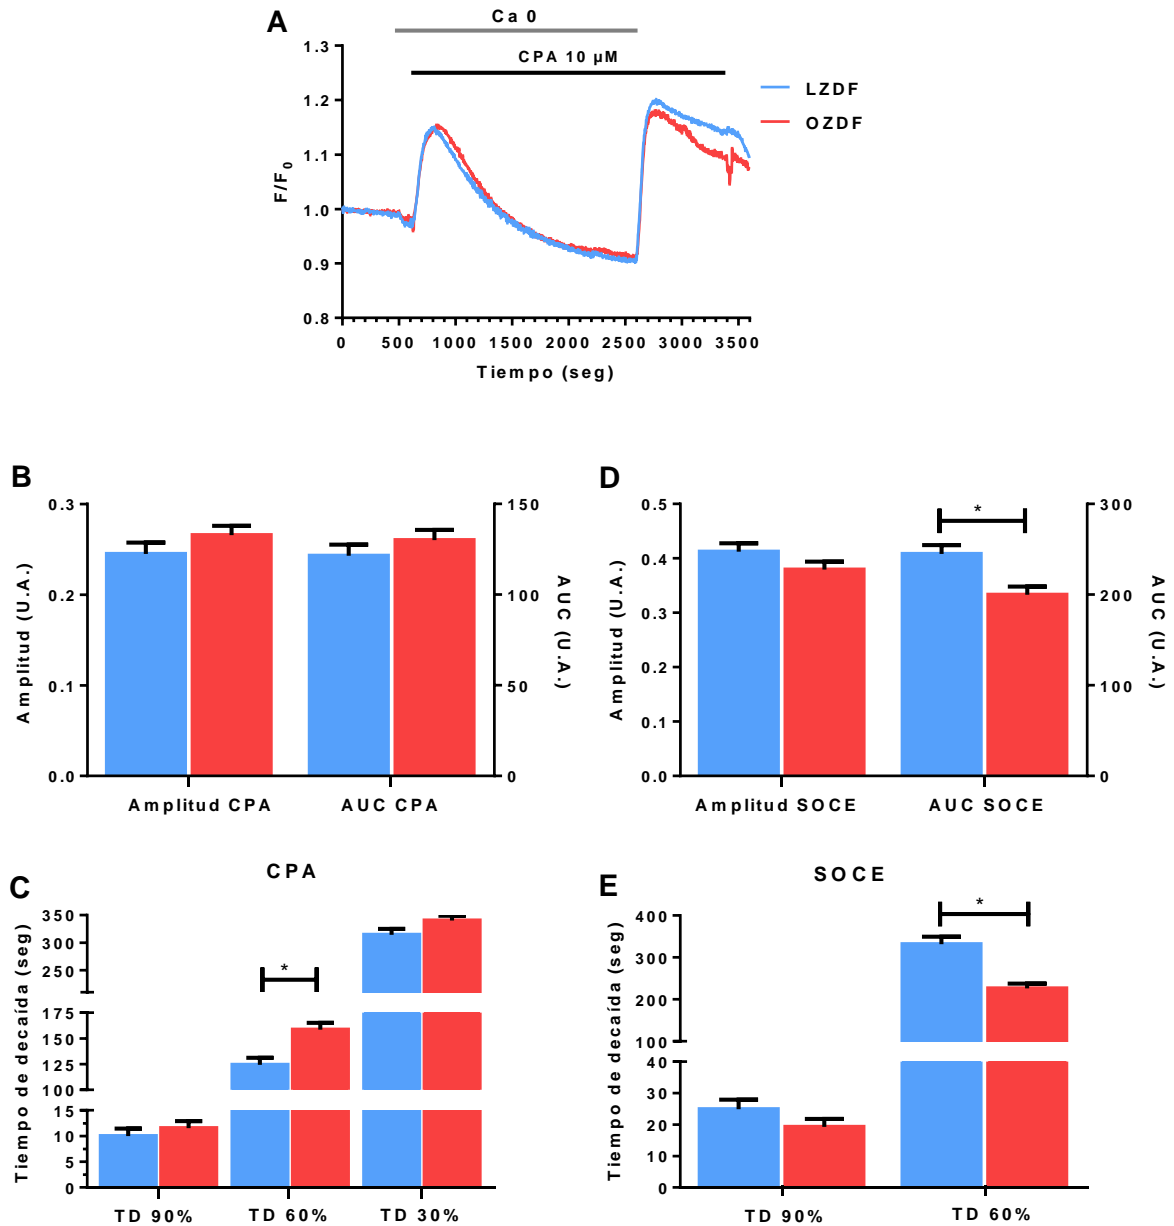 A
Ca 0
CPA 10 µM
LZDF
OZDF
1.3
1.2
1.1
1.0
0.9
0.8
F/F0
0 500 1000 1500 2000 2500 3000 3500
Tiempo (seg)
B
0.3
0.2
0.1
0.0
Amplitud (U.A.)
150
100
50
0
AUC (U.A.)
Amplitud CPA AUC CPA
D
0.5
0.4
0.3
0.2
0.1
0.0
Amplitud (U.A.)
*
300
200
100
0
AUC (U.A.)
Amplitud SOCE AUC SOCE
C
CPA
350
300
250
175
150
125
100
15
10
5
0
Tiempo de decaída (seg)
*
TD 90% TD 60% TD 30%
E
SOCE
400
300
200
100
40
30
20
10
0
Tiempo de decaída (seg)
*
TD 90% TD 60%